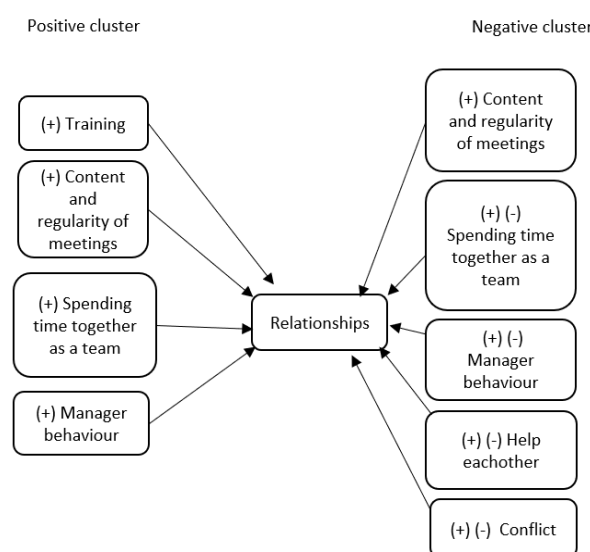 Positive cluster
Negative cluster
(+) Training
(+) Content
and
regularity of
meetings
(+) Spending
time together
as a team
(+) Manager
behaviour
Relationships
(+) Content
and regularity
of meetings
(+) (-)
Spending time
together as a
team
(+) (-)
Manager
behaviour
(+) (-) Help
eachother
(+) (-) Conflict